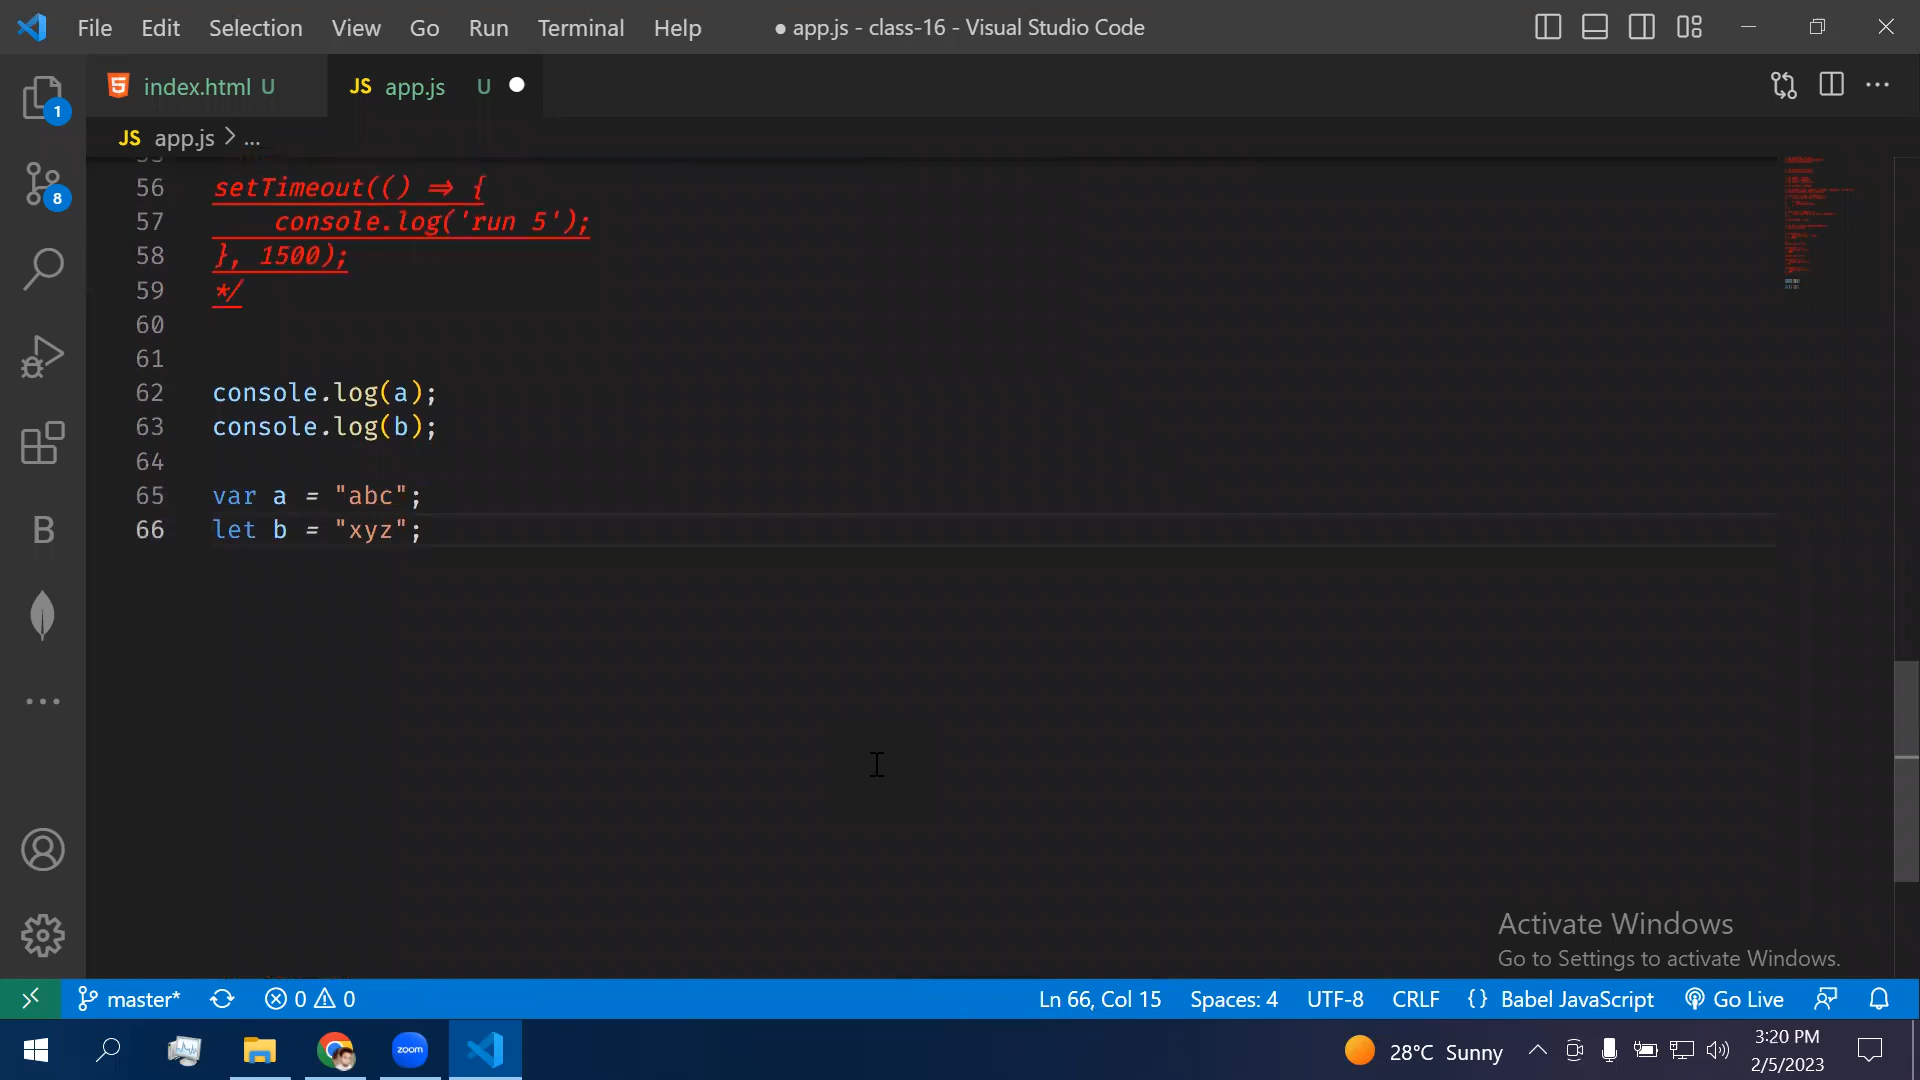 File Edit Selection View Go Run Terminal Help
● app.js - class-16 - Visual Studio Code
index.html U
JS app.js U
JS app.js > ...
1
8
B
56 setTimeout(() => {
57 console.log('run 5');
58 }, 1500);
59 */
60
61
62 console.log(a);
63 console.log(b);
64
65 var a = "abc";
66 let b = "xyz";
Activate Windows
Go to Settings to activate Windows.
master* 0 0 Ln 66, Col 15 Spaces: 4 UTF-8 CRLF {} Babel JavaScript Go Live
zoom
28°C Sunny
3:20 PM
2/5/2023